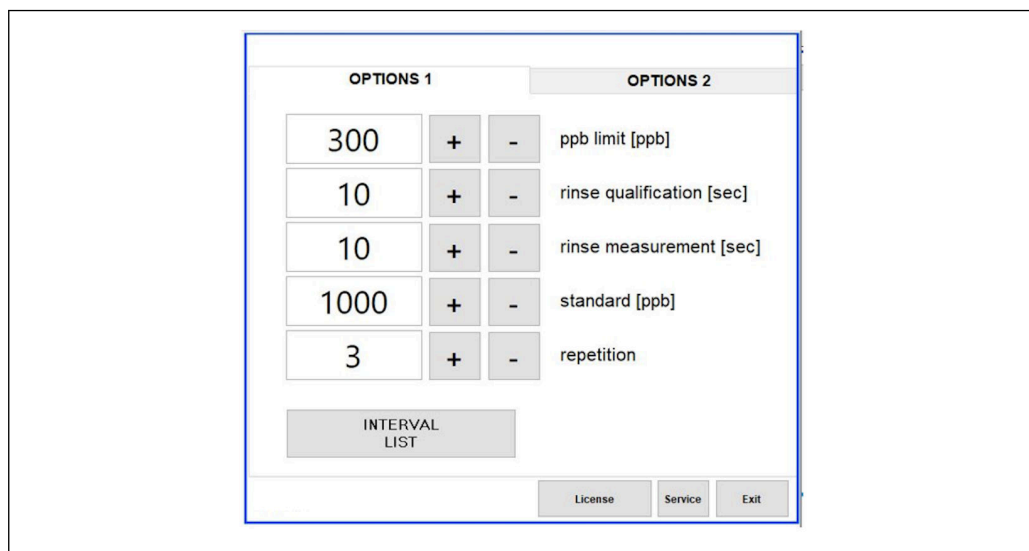 OPTIONS 1
OPTIONS 2
300 + - ppb limit [ppb]
10 + - rinse qualification [sec]
10 + - rinse measurement [sec]
1000 + - standard [ppb]
3 + - repetition
INTERVAL
LIST
License Service Exit